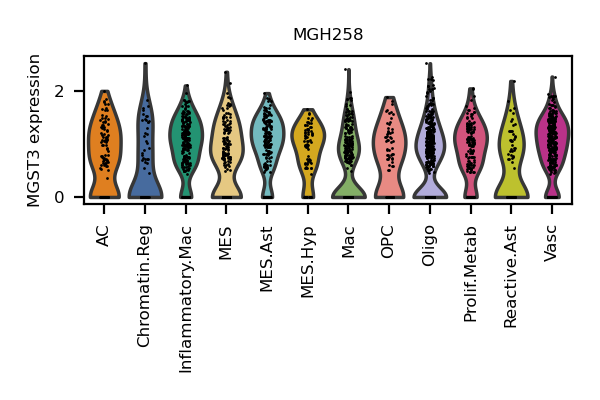 MGH258
MGST3 expression
2
0
AC
Chromatin.Reg
Inflammatory.Mac
MES
MES.Ast
MES.Hyp
Mac
OPC
Oligo
Prolif.Metab
Reactive.Ast
Vasc